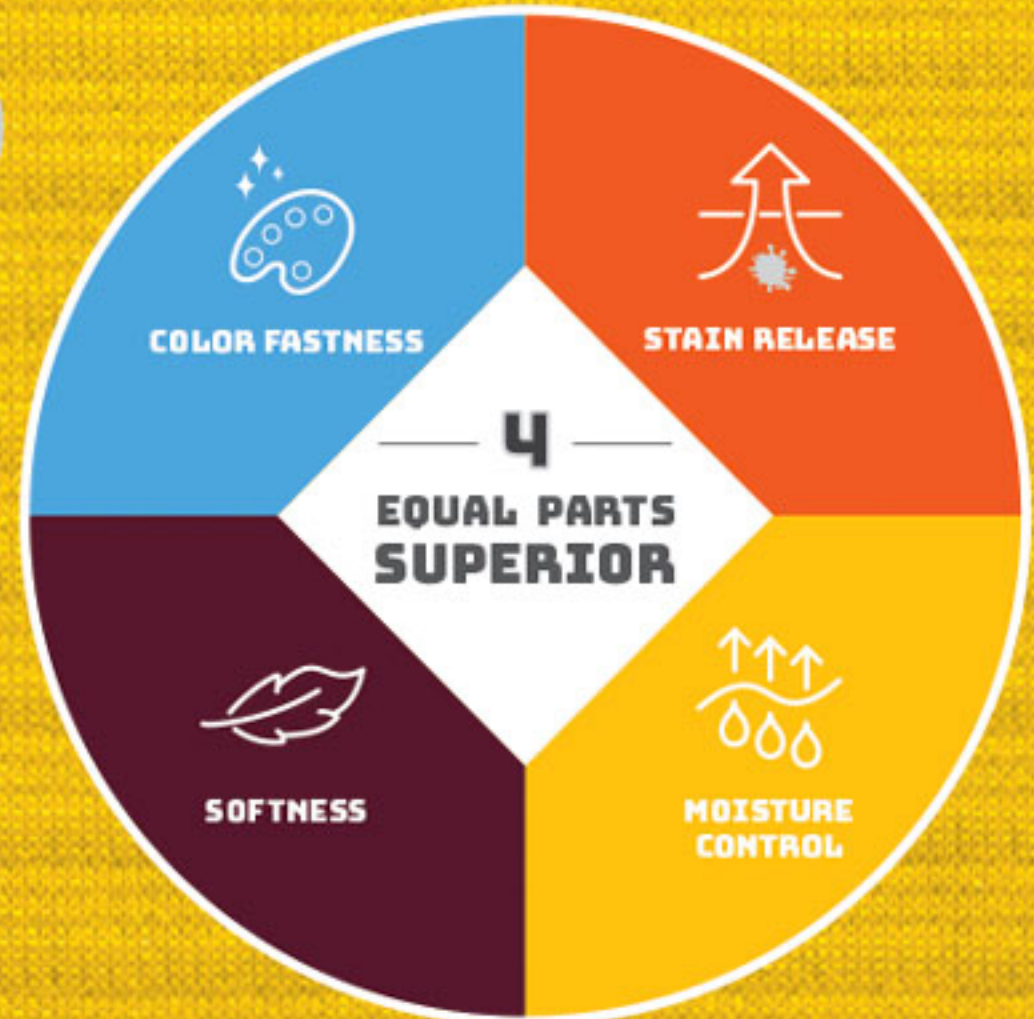 COLOR FASTNESS
STAIN RELEASE
4
EQUAL PARTS
SUPERIOR
SOFTNESS
MOISTURE
CONTROL